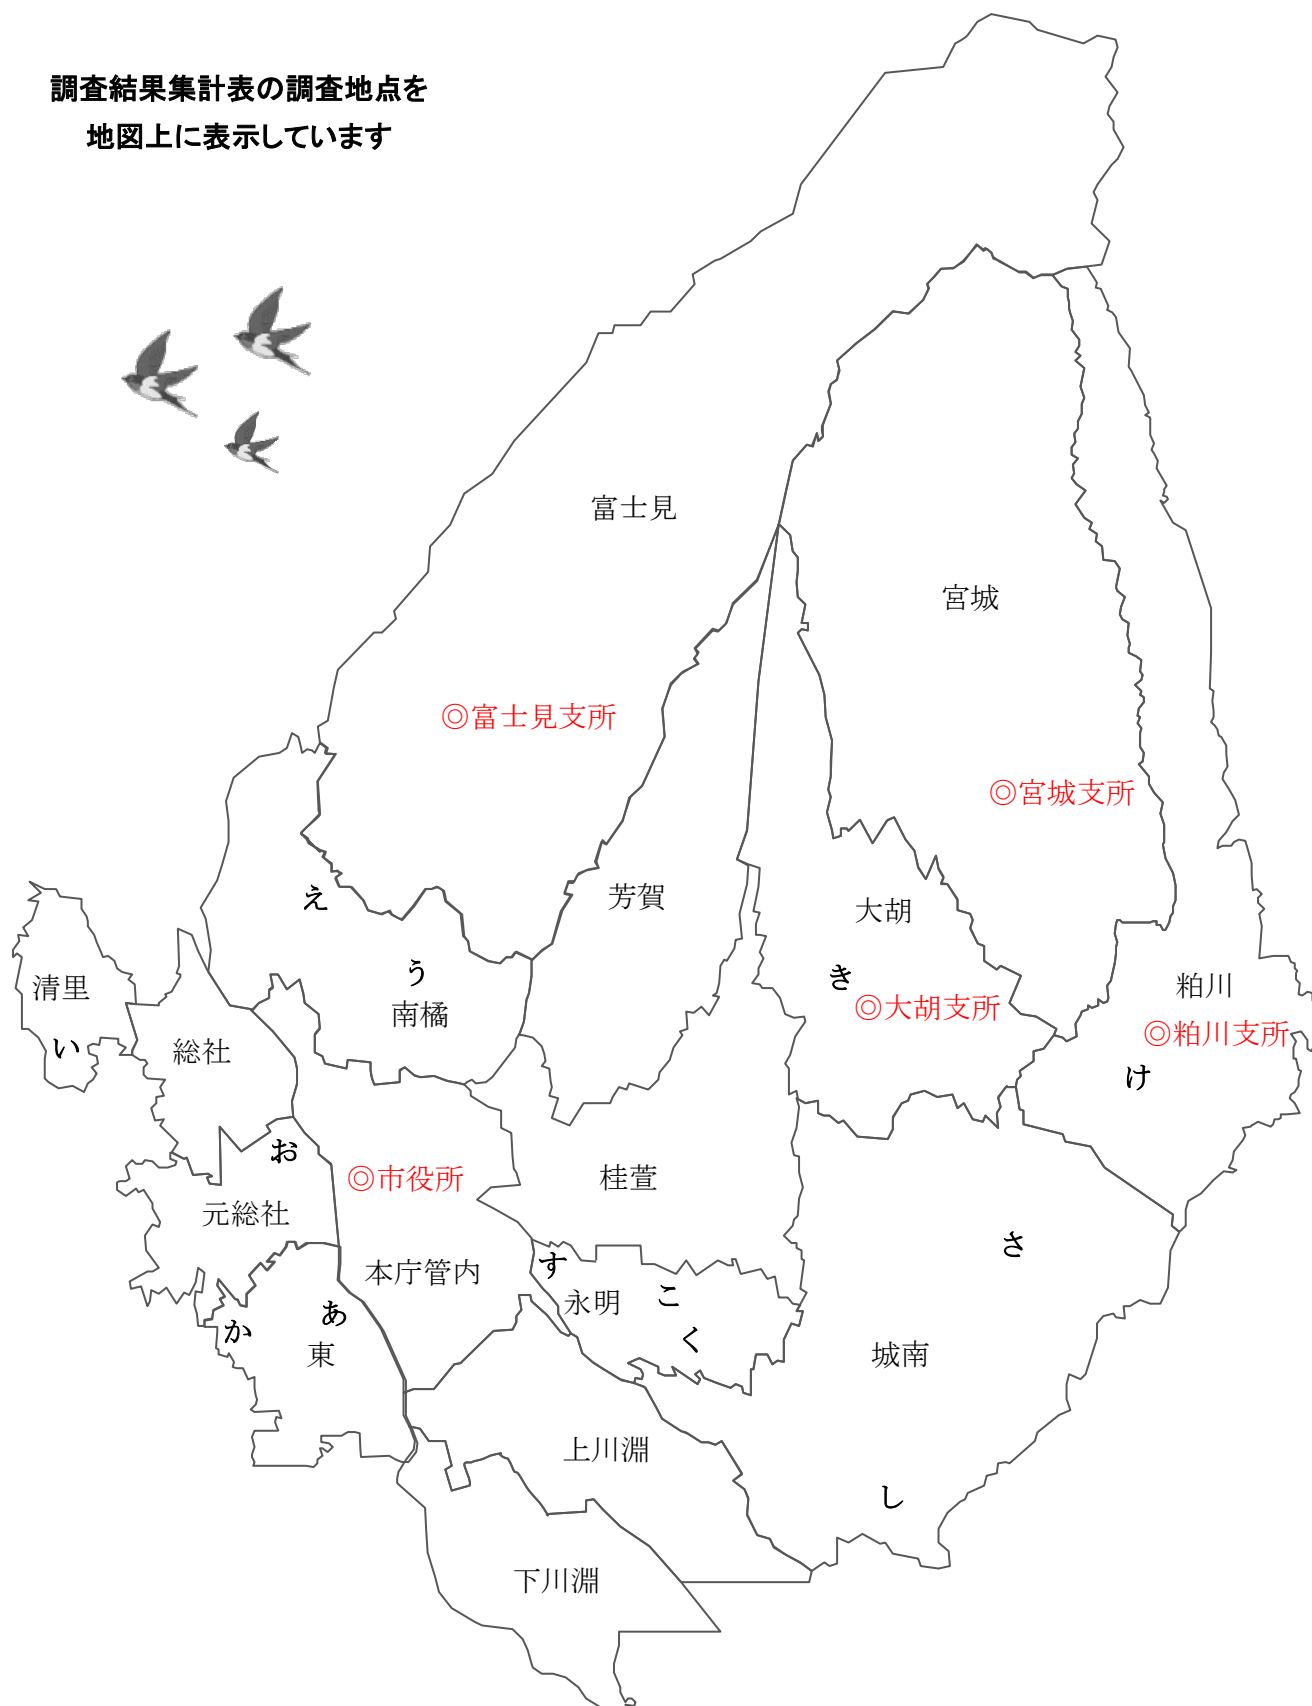 調査結果集計表の調査地点を
地図上に表示しています
富士見
宮城
◎富士見支所
◎宮城支所
え
芳賀
大胡
う
き
清里
粕川
南橘
◎大胡支所
◎粕川支所
い
総社
け
お
◎市役所
桂萱
元総社
さ
す
本庁管内
永明
こ
あ
か
く
東
城南
上川淵
し
下川淵